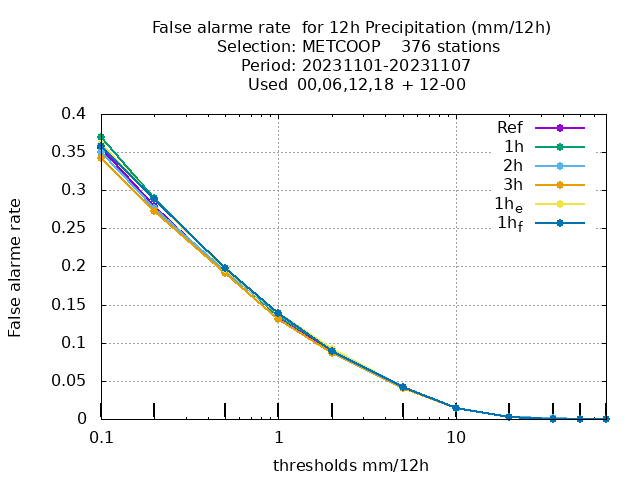 False alarme rate  for 12h Precipitation (mm/12h)
Selection: METCOOP    376 stations
Period: 20231101-20231107
Used  00,06,12,18  + 12-00
0.4
0.35
0.3
0.25
0.2
0.15
0.1
0.05
0
False alarme rate
Ref
1h
2h
3h
1h_e
1h_f
0.1
1
10
thresholds mm/12h